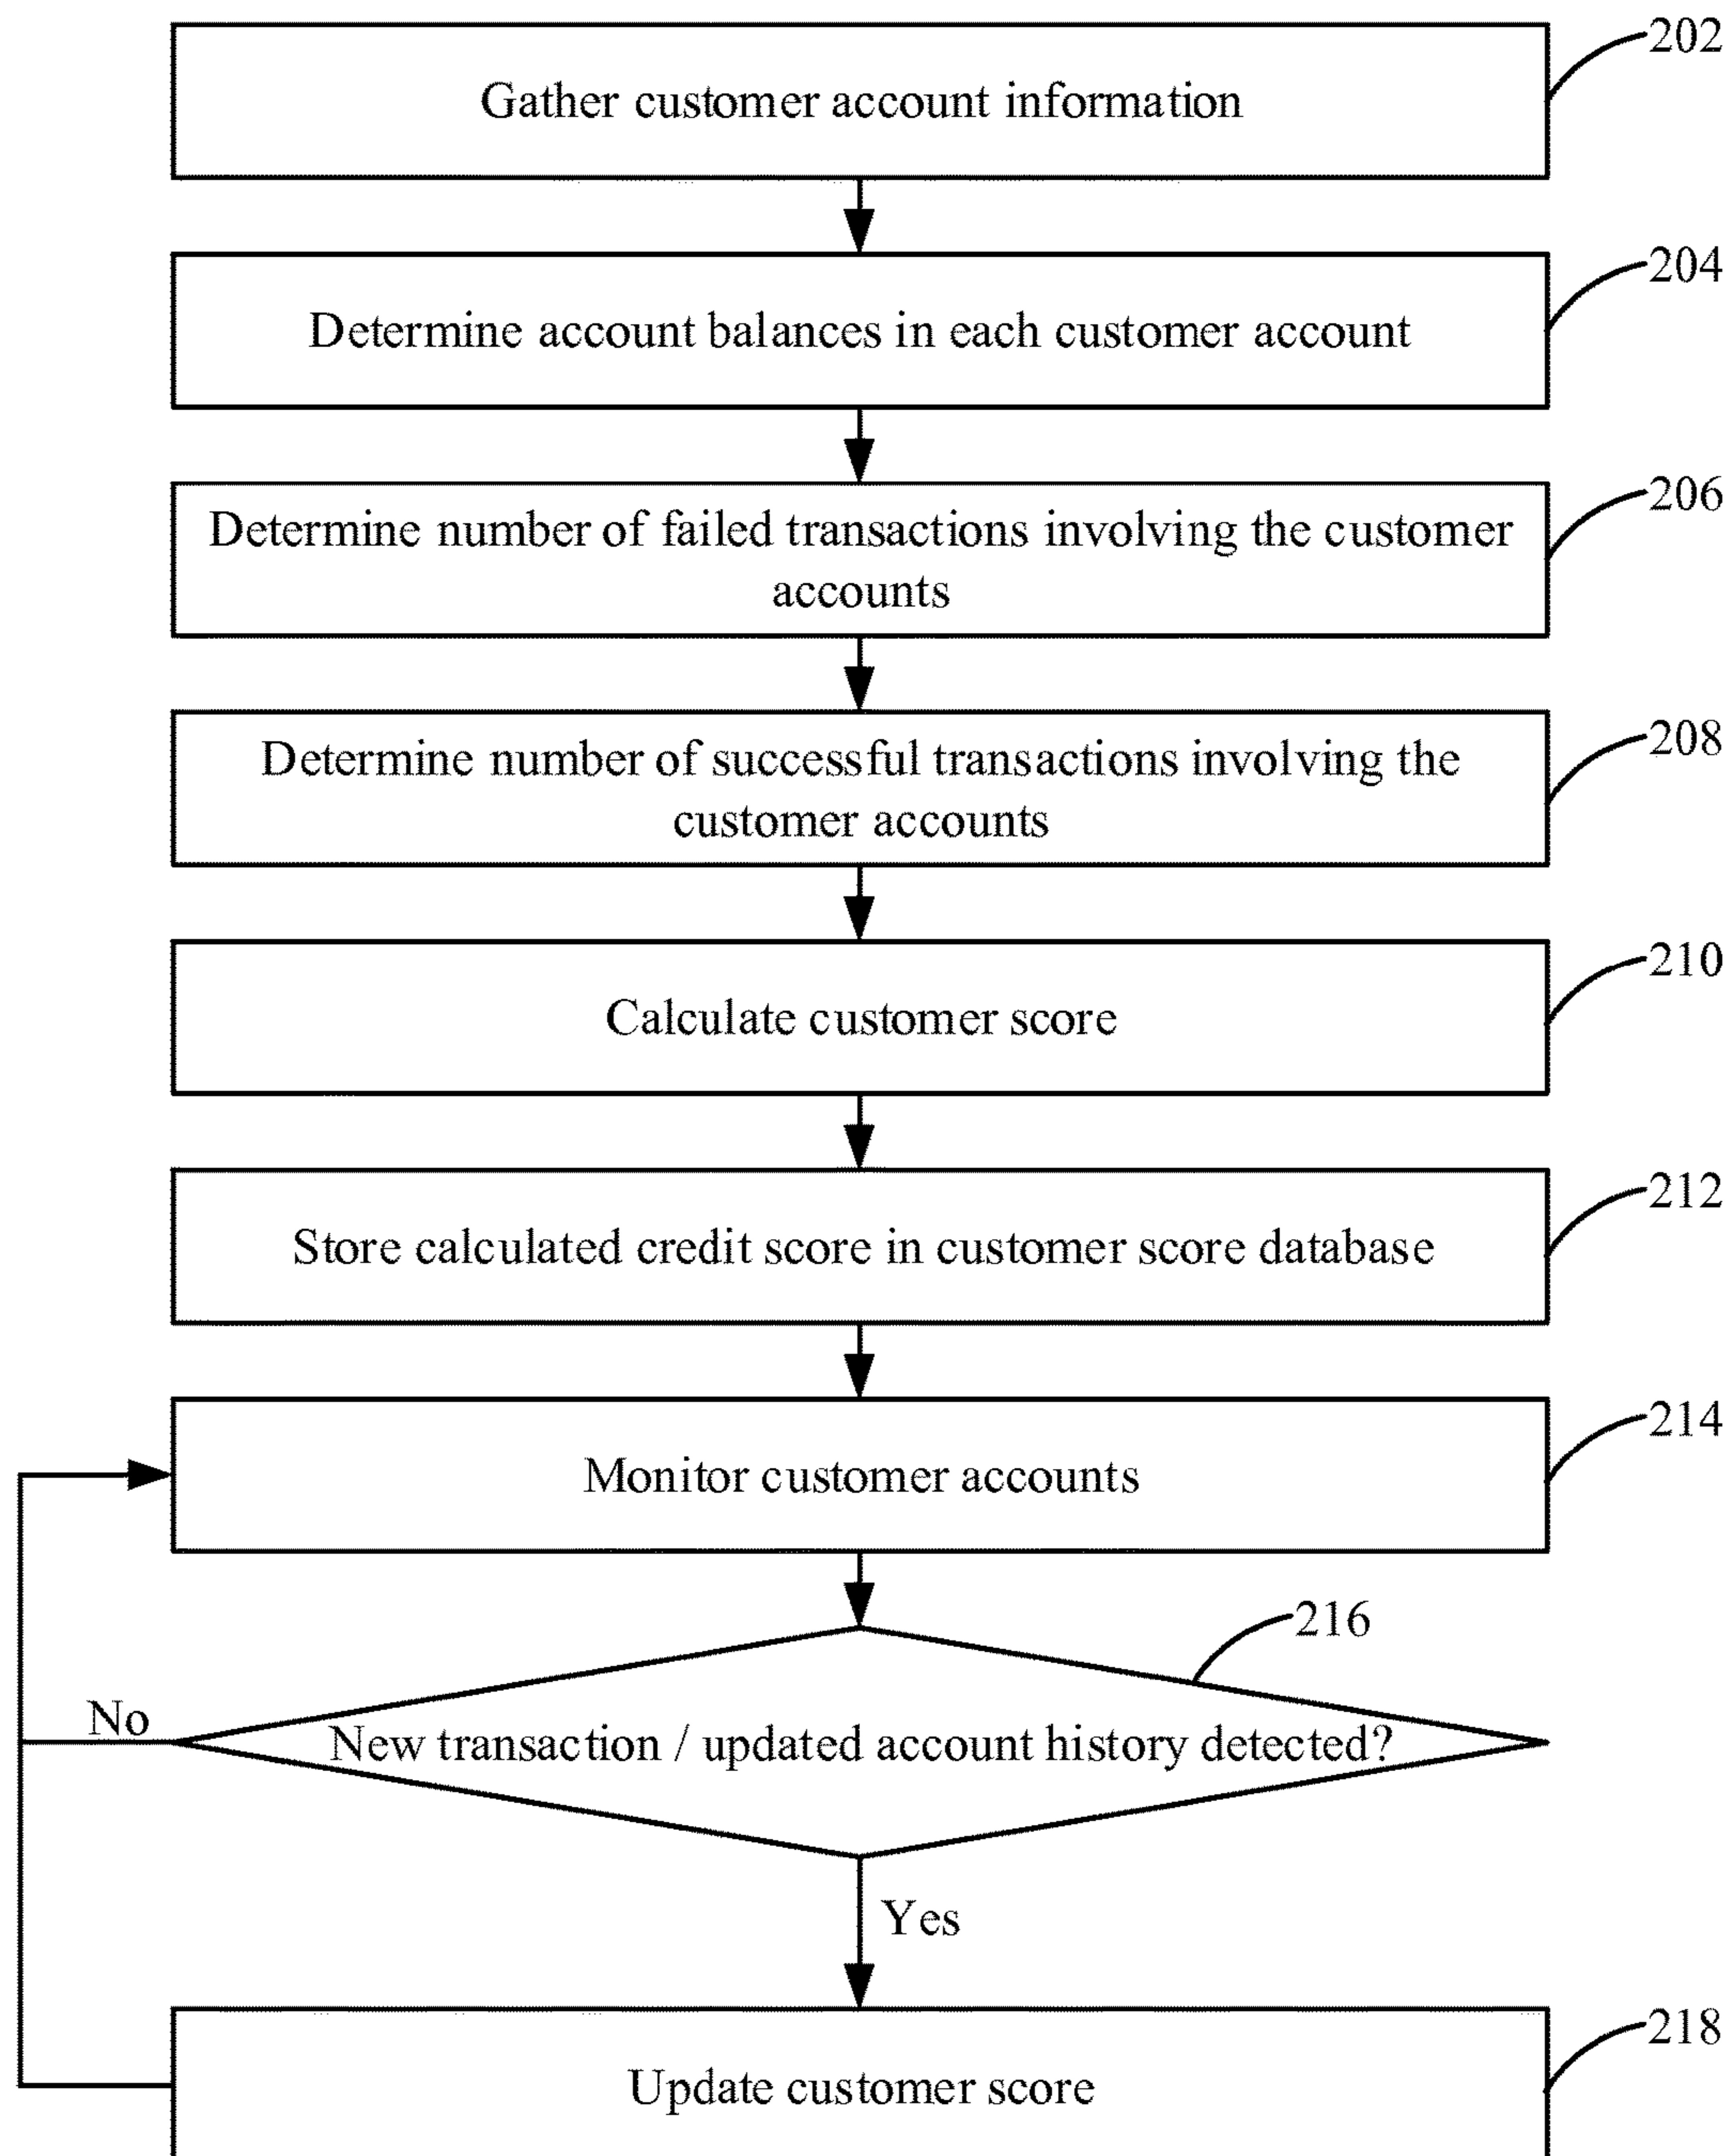 202
Gather customer account information
204
Determine account balances in each customer account
206
Determine number of failed transactions involving the customer
accounts
208
Determine number of successful transactions involving the
customer accounts
210
Calculate customer score
212
Store calculated credit score in customer score database
214
Monitor customer accounts
216
No
New transaction / updated account history detected?
Yes
218
Update customer score